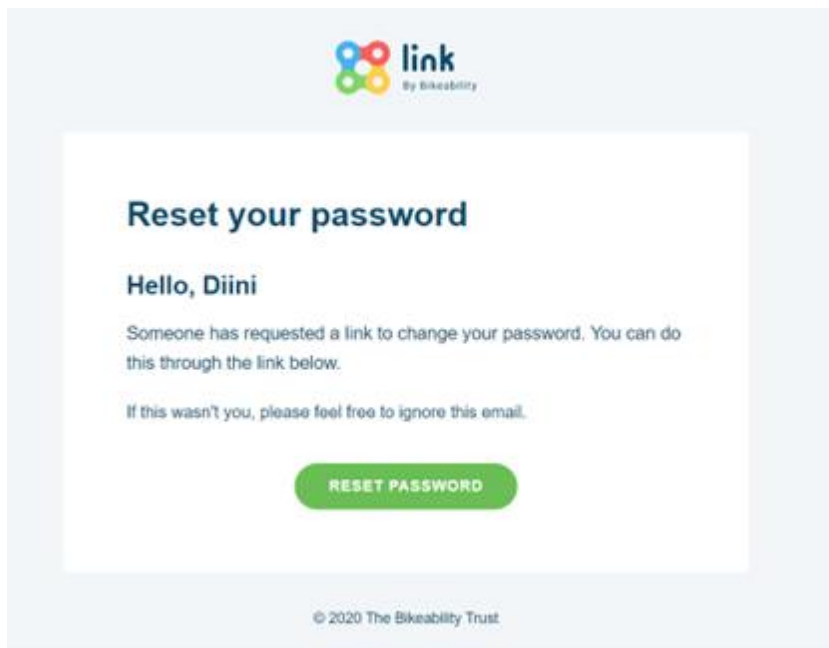 link
By Bikeability
Reset your password
Hello, Diini
Someone has requested a link to change your password. You can do
this through the link below.
If this wasn't you, please feel free to ignore this email.
RESET PASSWORD
© 2020 The Bikeability Trust